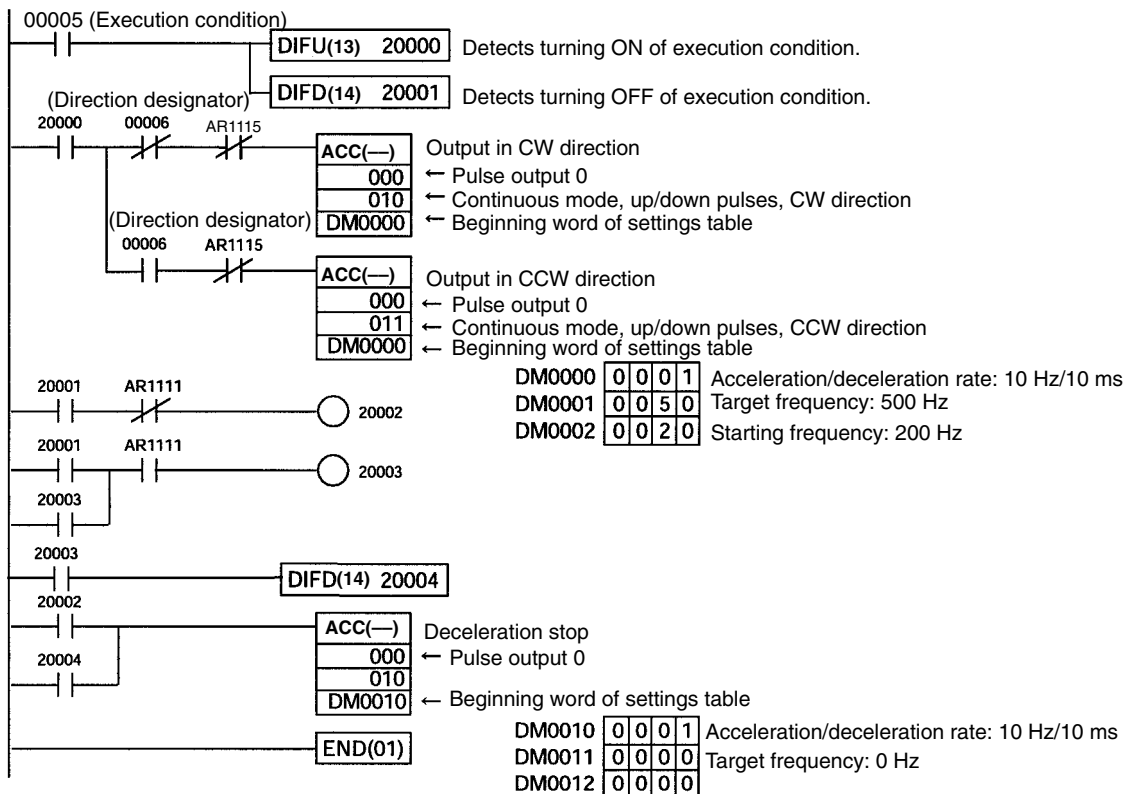 00005 (Execution condition)
DIFU(13) 20000 Detects turning ON of execution condition.
(Direction designator)
DIFD(14) 20001 Detects turning OFF of execution condition.
20000 00006 AR1115
ACC(—) Output in CW direction
000 ← Pulse output 0
010 ← Continuous mode, up/down pulses, CW direction
DM0000 ← Beginning word of settings table
(Direction designator)
00006 AR1115
ACC(—) Output in CCW direction
000 ← Pulse output 0
011 ← Continuous mode, up/down pulses, CCW direction
DM0000 ← Beginning word of settings table
DM0000 0 0 0 1 Acceleration/deceleration rate: 10 Hz/10 ms
DM0001 0 0 5 0 Target frequency: 500 Hz
DM0002 0 0 2 0 Starting frequency: 200 Hz
20001 AR1111
20002
20001 AR1111
20003
20003
20003
DIFD(14) 20004
20002
ACC(—) Deceleration stop
20004
000 ← Pulse output 0
010
DM0010 ← Beginning word of settings table
DM0010 0 0 0 1 Acceleration/deceleration rate: 10 Hz/10 ms
END(01)
DM0011 0 0 0 0 Target frequency: 0 Hz
DM0012 0 0 0 0